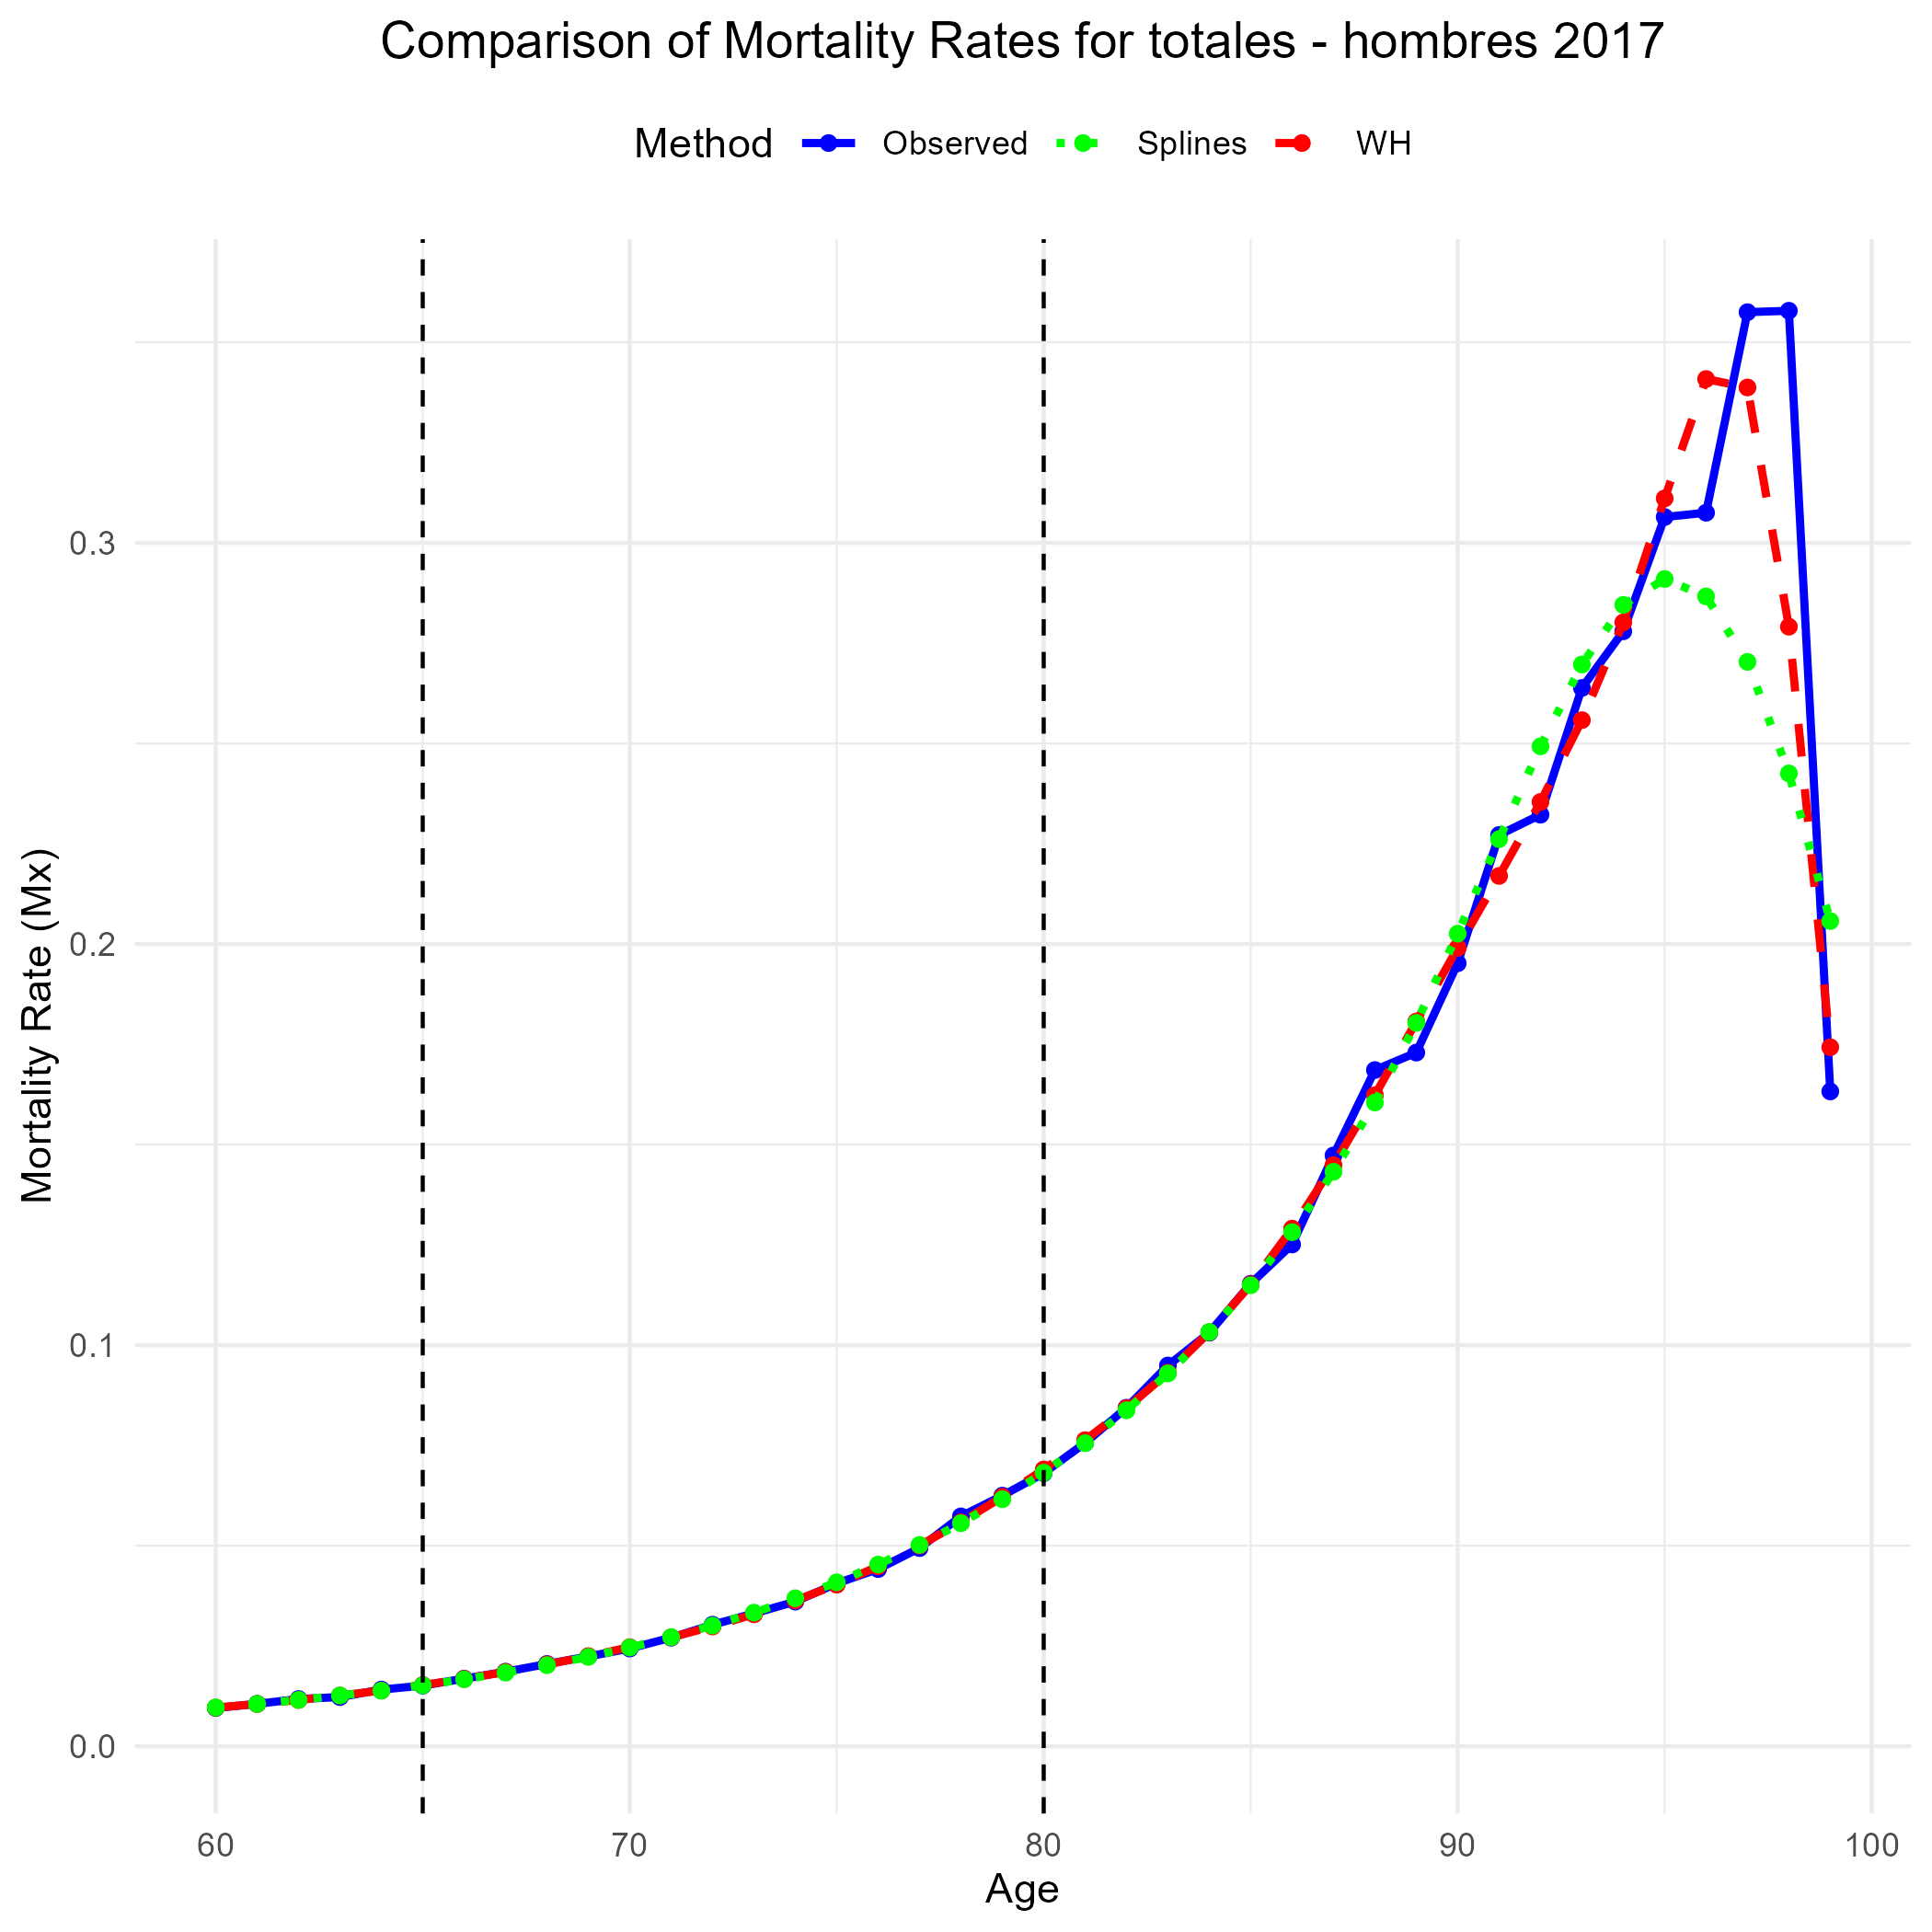 Comparison of Mortality Rates for totales - hombres 2017
Method Observed Splines WH
Mortality Rate (Mx)
0.3
0.2
0.1
0.0
60 70 80 90 100
Age